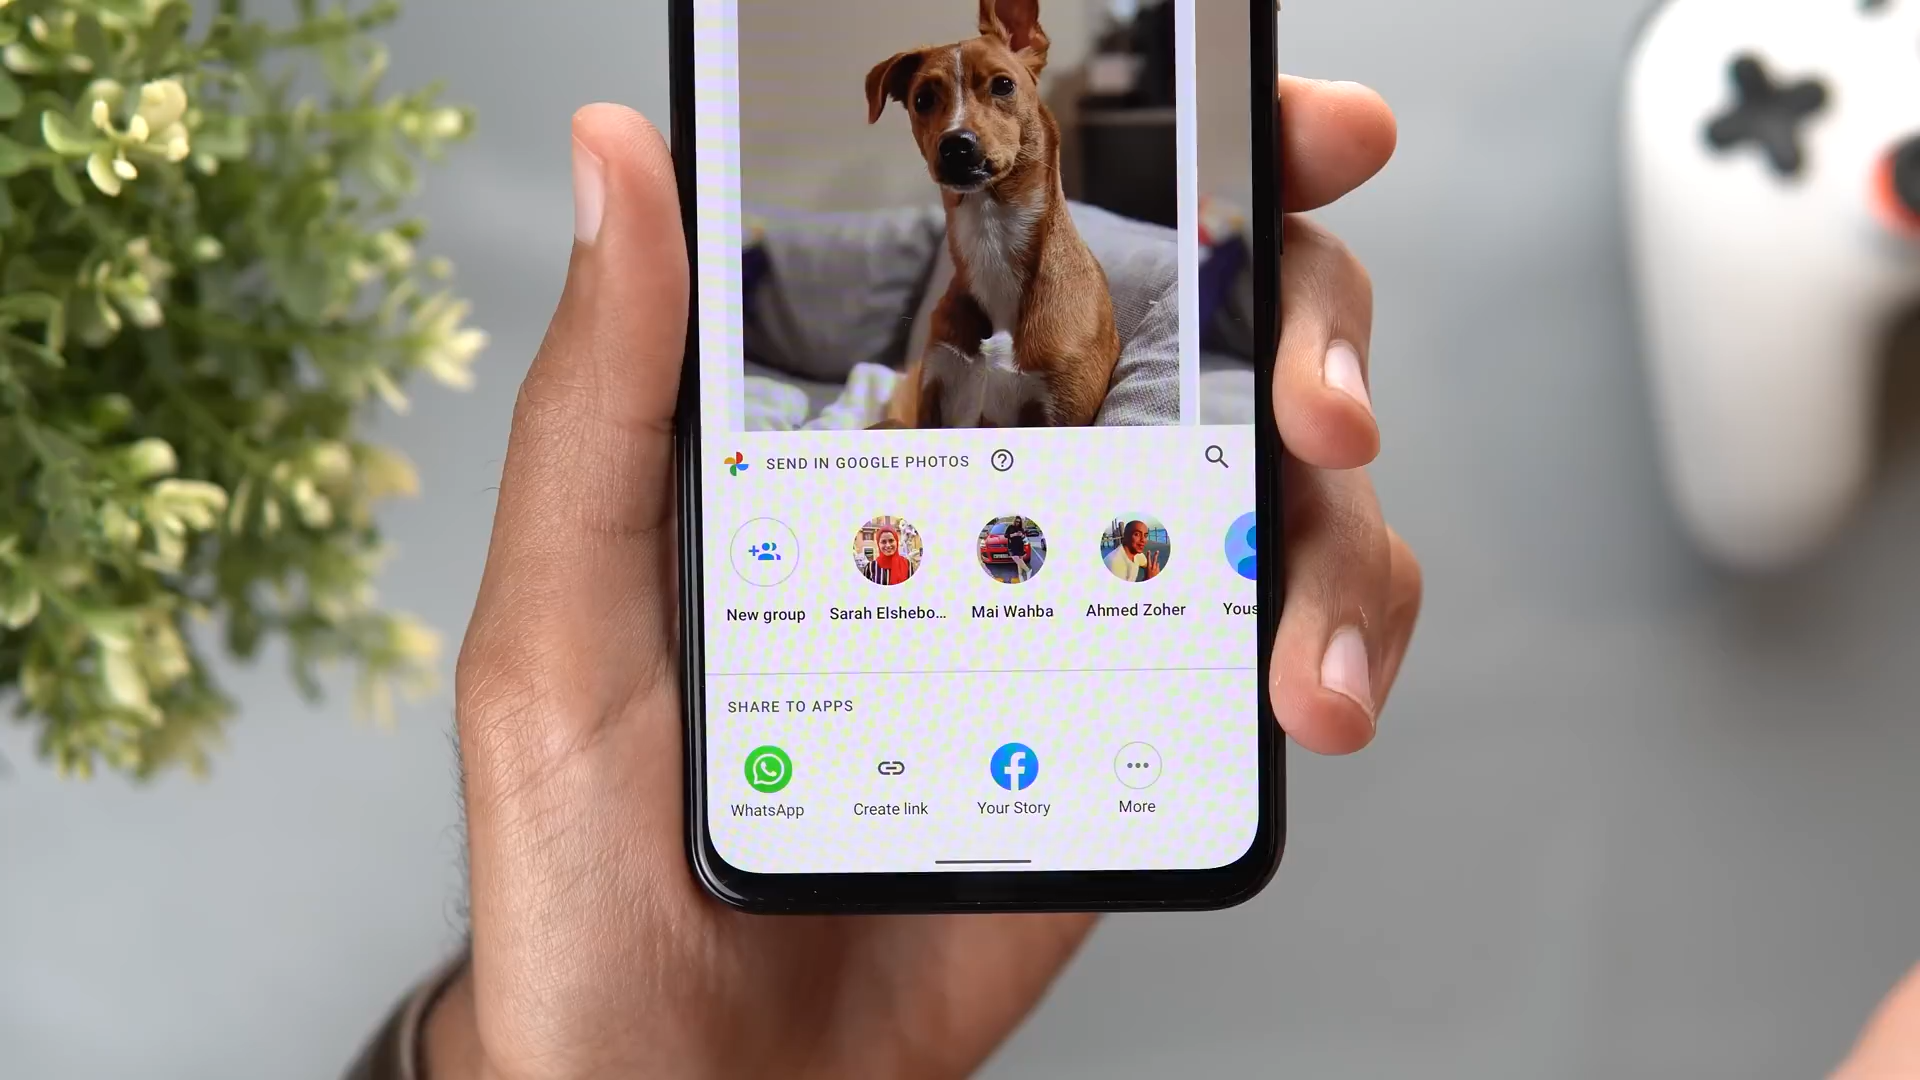 SEND IN GOOGLE PHOTOS
New group
Sarah Elshebo...
Mai Wahba
Ahmed Zoher
Yous
SHARE TO APPS
WhatsApp
Create link
Your Story
More